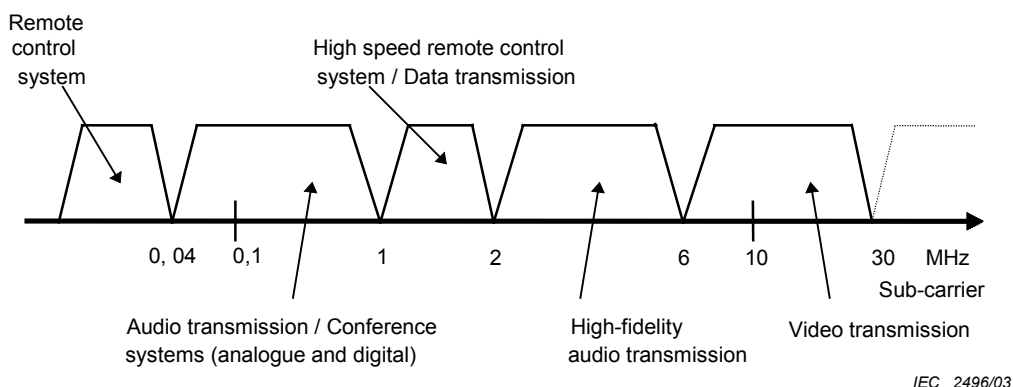 Remote
control
system
High speed remote control
system / Data transmission
0, 04
0,1
1
2
6
10
30
MHz
Sub-carrier
Audio transmission / Conference
systems (analogue and digital)
High-fidelity
audio transmission
Video transmission
IEC 2496/03